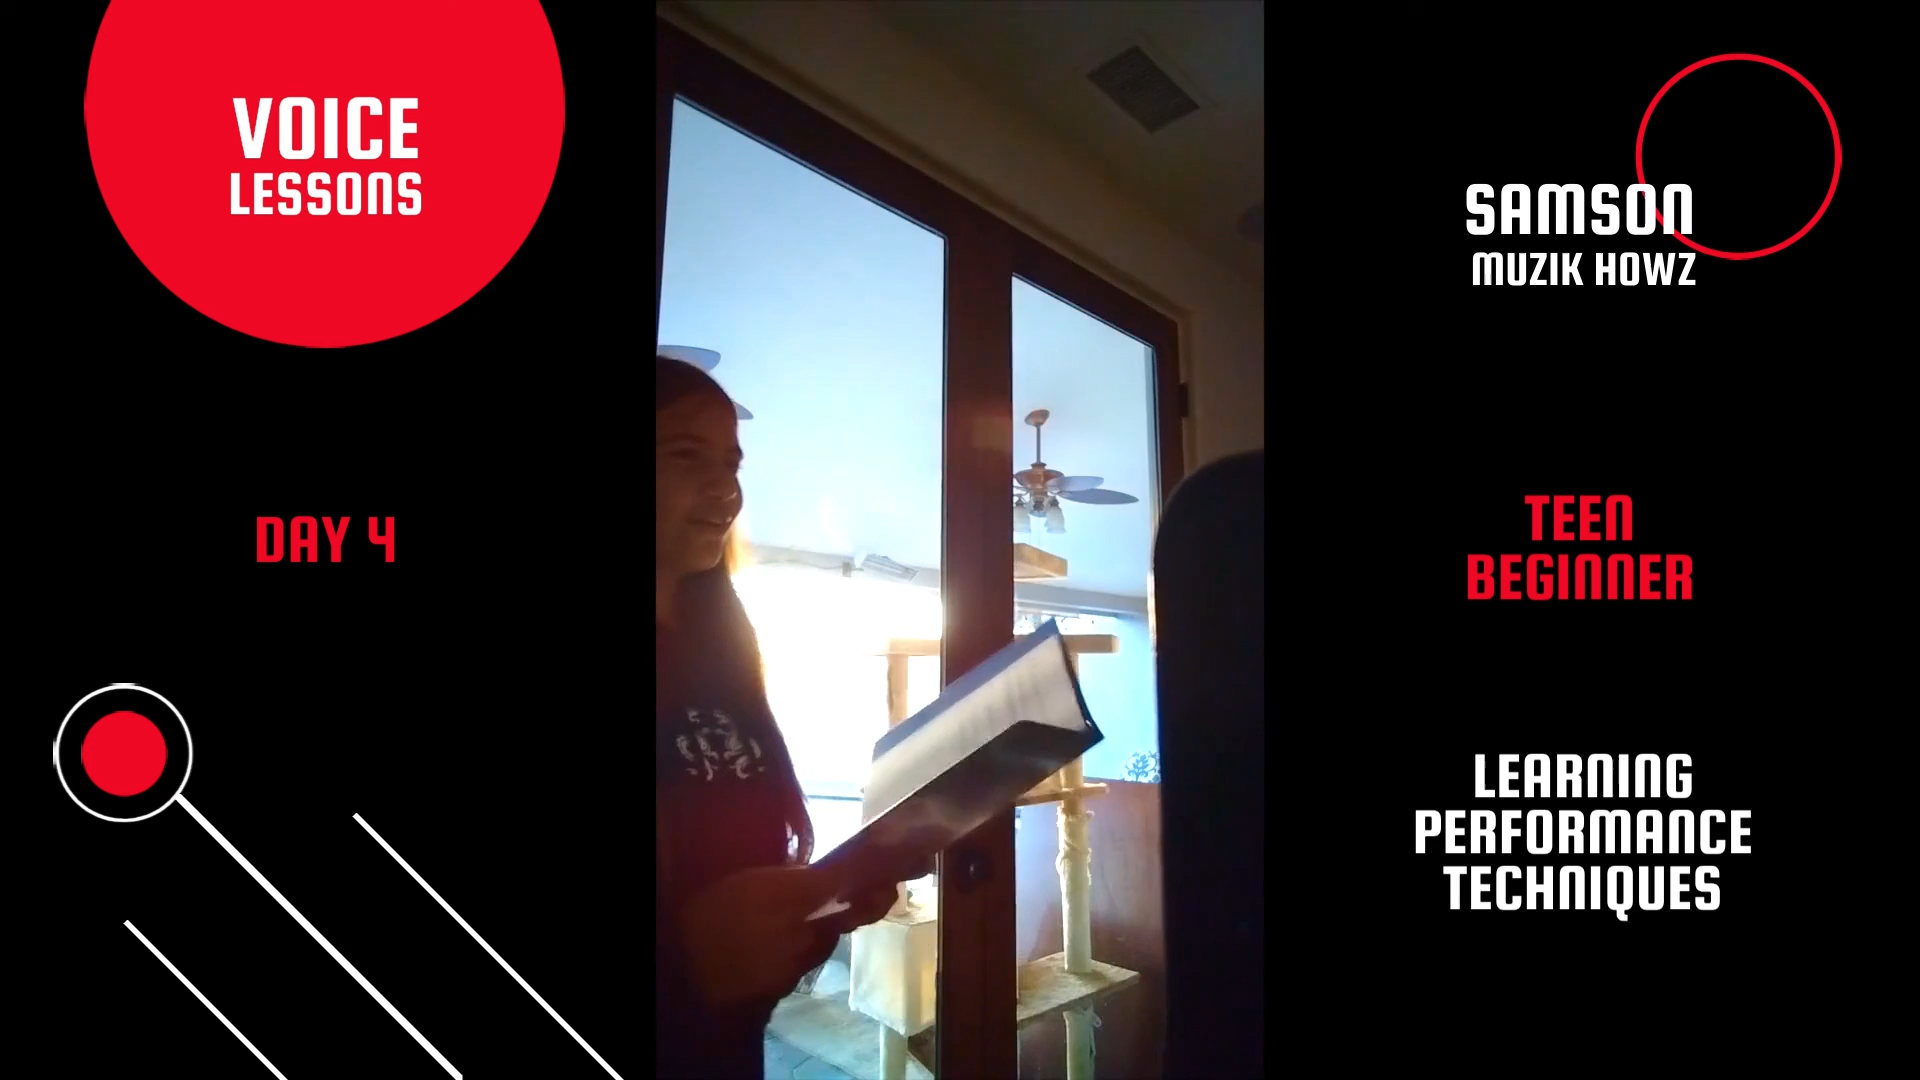 VOICE
LESSONS
DAY 4
SAMSON
MUZIK HOWZ
TEEN
BEGINNER
LEARNING
PERFORMANCE
TECHNIQUES